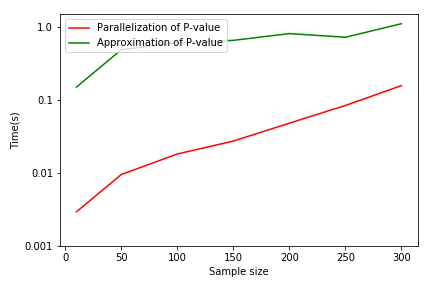 Parallelization of P-value
Approximation of P-value
Time(s)
1.0
0.1
0.01
0.001
0 50 100 150 200 250 300
Sample size